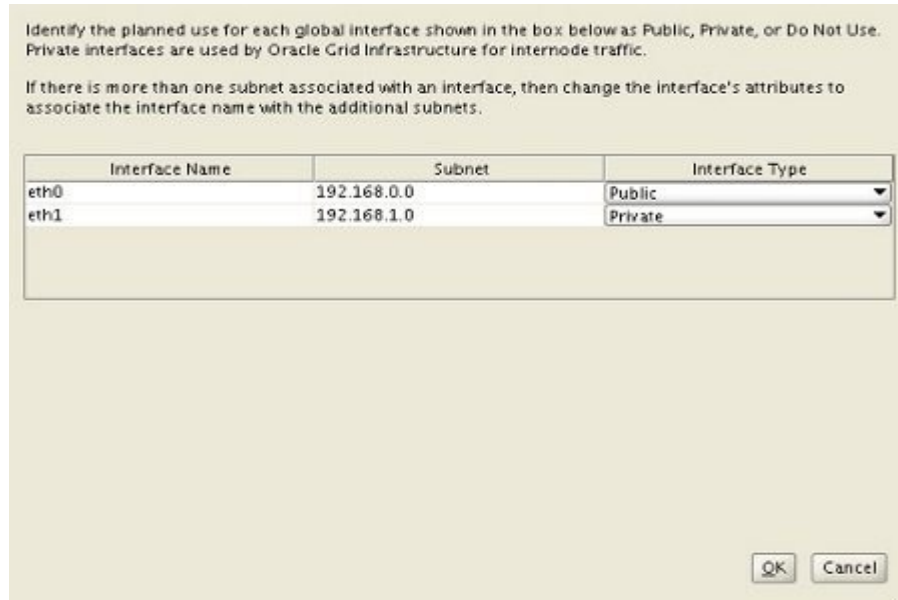 Identify the planned use for each global interface shown in the box below as Public, Private, or Do Not Use.
Private interfaces are used by Oracle Grid Infrastructure for internode traffic.
If there is more than one subnet associated with an interface, then change the interface's attributes to
associate the interface name with the additional subnets.
Interface Name Subnet Interface Type
eth0 192.168.0.0 Public
eth1 192.168.1.0 Private
OK Cancel